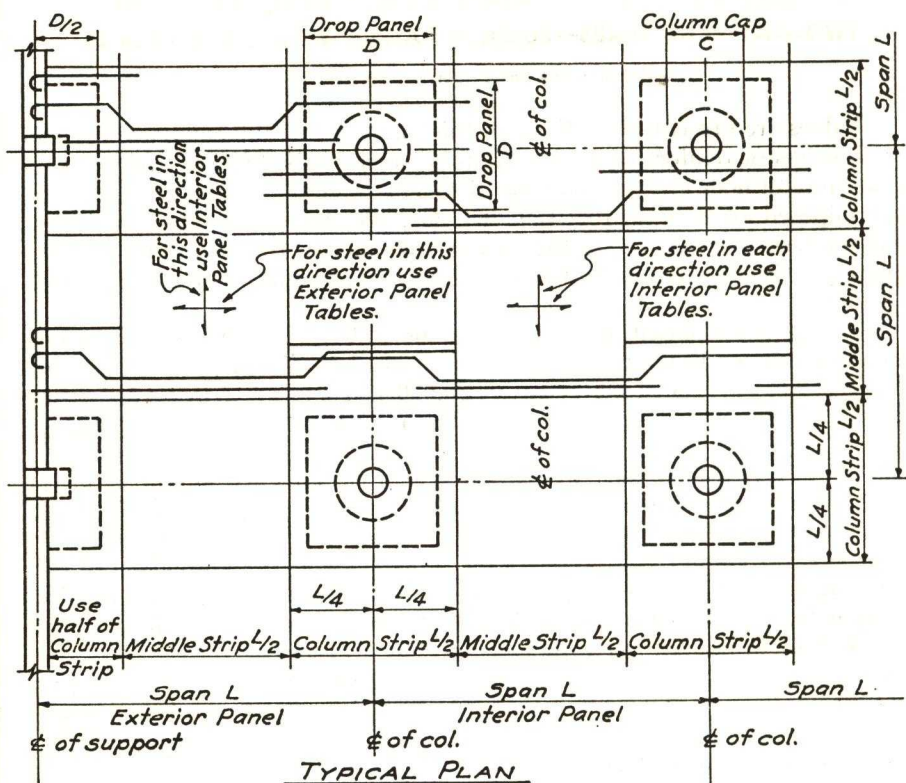 D/2
Drop Panel
D
Column Cap
C
Drop Panel
D
℄ of col.
Column Strip L/2
Span L
For steel in
this direction
use Interior
Panel Tables.
For steel in this
direction use
Exterior Panel
Tables.
For steel in each
direction use
Interior Panel
Tables.
Middle Strip L/2
Span L
℄ of col.
L/4
L/4
Column Strip L/2
L/4
L/4
Use
half of
Column
Strip
Middle Strip L/2
Column Strip L/2
Middle Strip L/2
Column Strip L/2
Span L
Exterior Panel
Span L
Interior Panel
Span L
℄ of support
℄ of col.
℄ of col.
TYPICAL PLAN